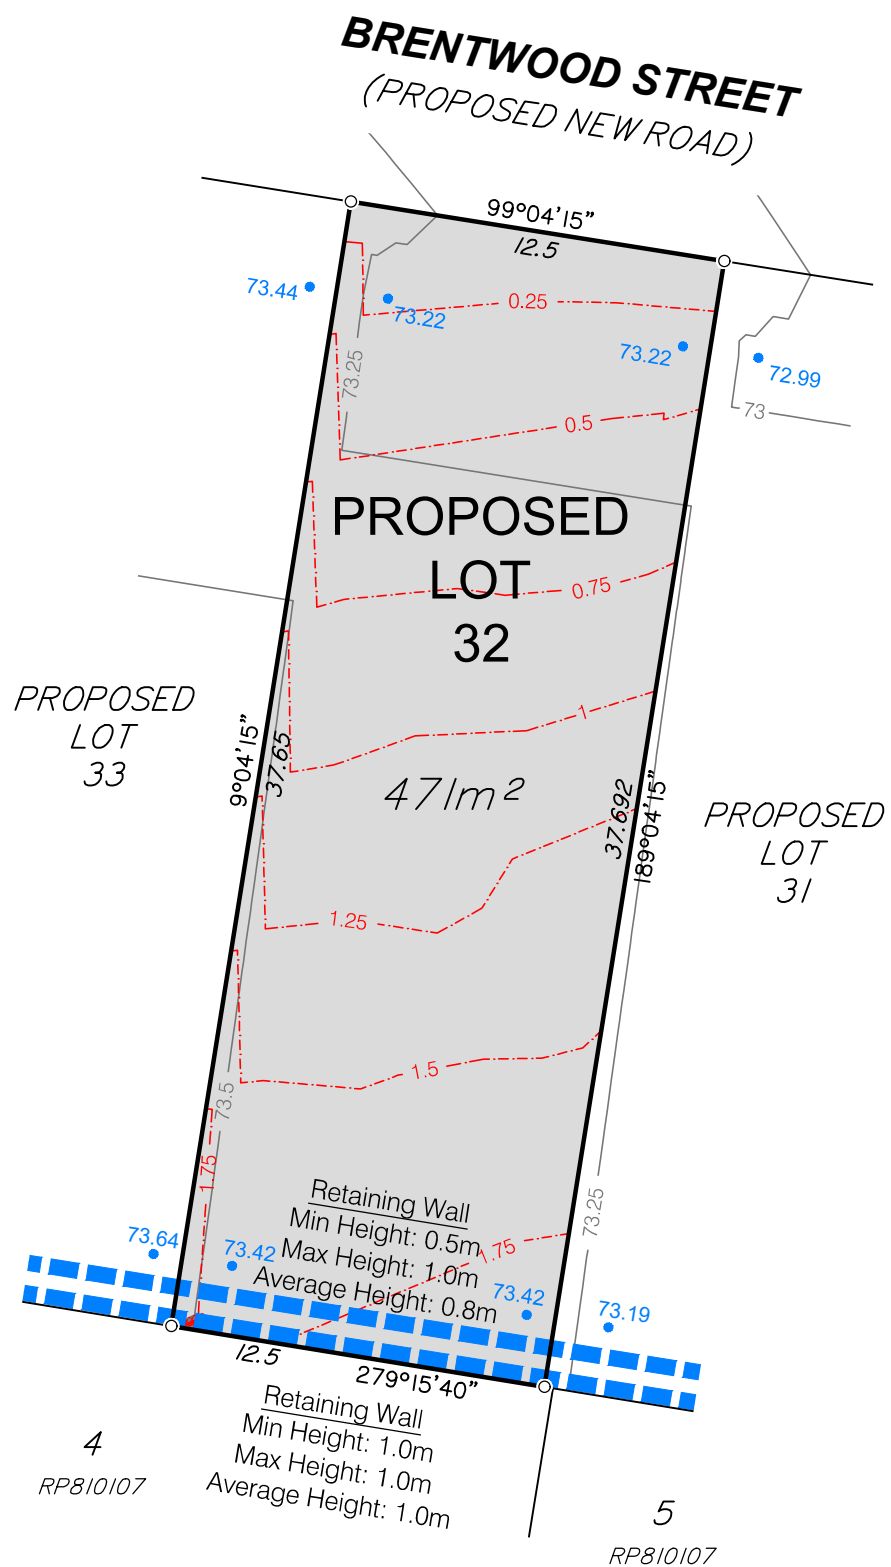 BRENTWOOD STREET
(PROPOSED NEW ROAD)
99°04'15"
12.5
73.44
73.22
0.25
73.22
72.99
73.25
73
0.5
PROPOSED
LOT
32
0.75
PROPOSED
LOT
33
1
9°04'15"
37.65
471m²
37.692
189°04'15"
PROPOSED
LOT
31
1.25
1.5
73.5
1.75
73.25
Retaining Wall
Min Height: 0.5m
Max Height: 1.0m
Average Height: 0.8m
1.75
73.64
73.42
73.42
73.19
12.5
279°15'40"
Retaining Wall
Min Height: 1.0m
Max Height: 1.0m
Average Height: 1.0m
4
RP810107
5
RP810107